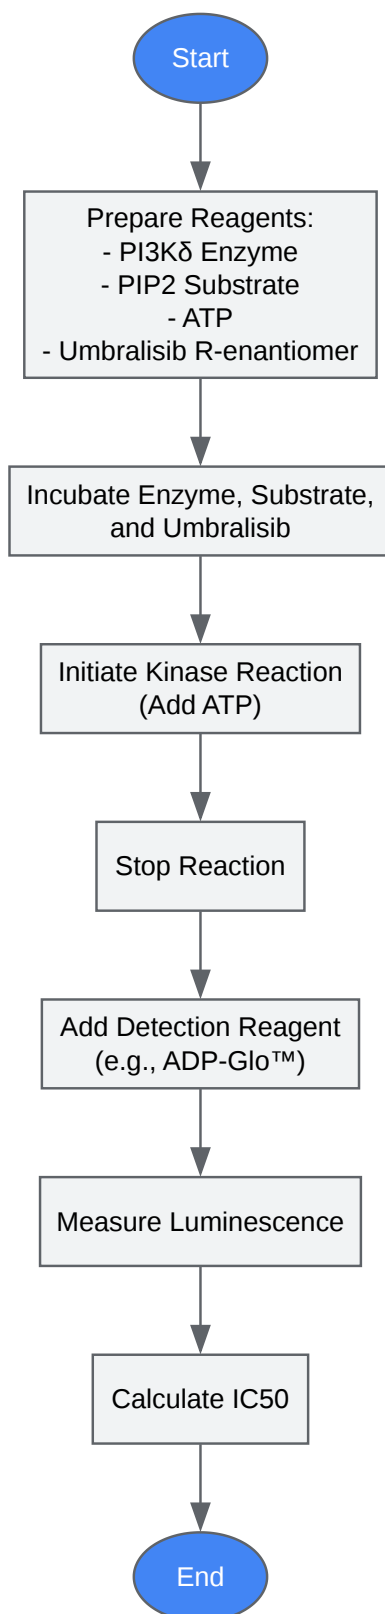 Start
Prepare Reagents:
- PI3Kδ Enzyme
- PIP2 Substrate
- ATP
- Umbralisib R-enantiomer
Incubate Enzyme, Substrate,
and Umbralisib
Initiate Kinase Reaction
(Add ATP)
Stop Reaction
Add Detection Reagent
(e.g., ADP-Glo™)
Measure Luminescence
Calculate IC50
End